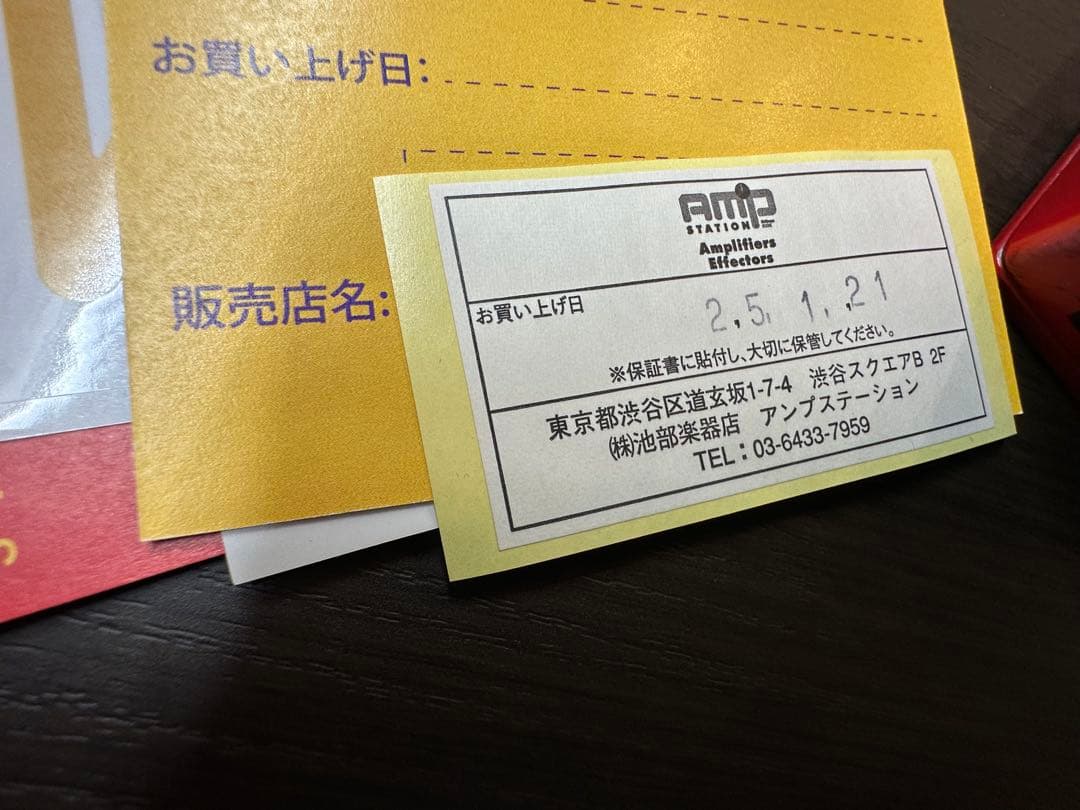 お買い上げ日:
販売店名:
AMP
STATION
Amplifiers
Effectors
お買い上げ日
2.5. 1.21
※保証書に貼付し、大切に保管してください。
東京都渋谷区道玄坂1-7-4 渋谷スクエアB 2F
㈱池部楽器店 アンプステーション
TEL：03-6433-7959